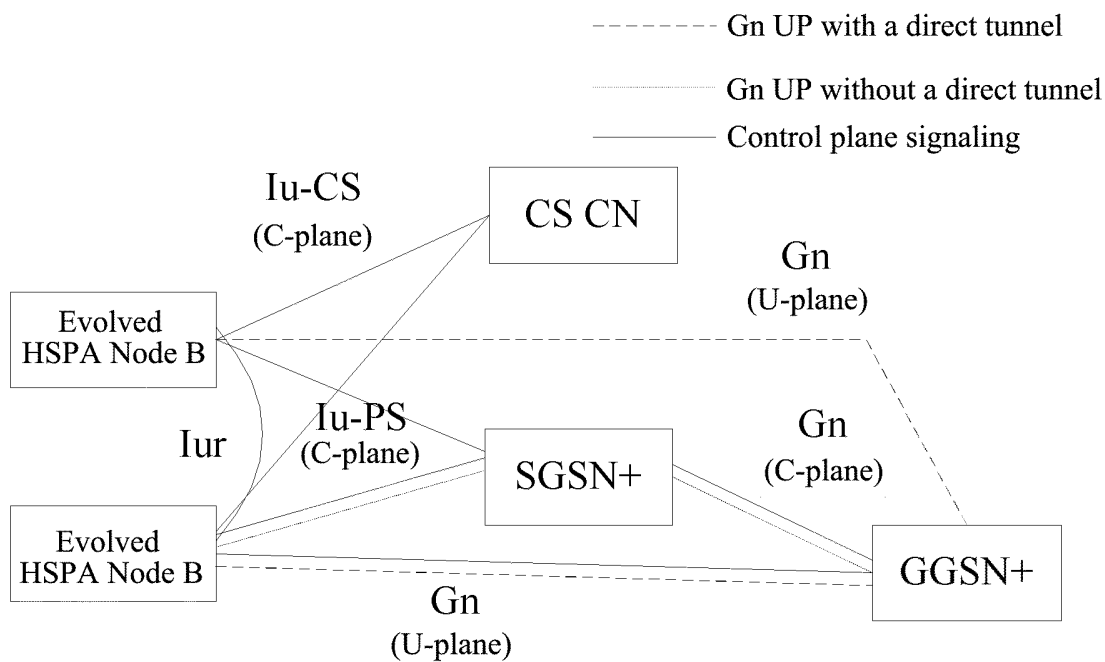 Gn UP with a direct tunnel
Gn UP without a direct tunnel
Control plane signaling
Iu-CS
(C-plane)
CS CN
Gn
(U-plane)
Evolved
HSPA Node B
Iu-PS
(C-plane)
Iur
SGSN+
Gn
(C-plane)
Evolved
HSPA Node B
GGSN+
Gn
(U-plane)